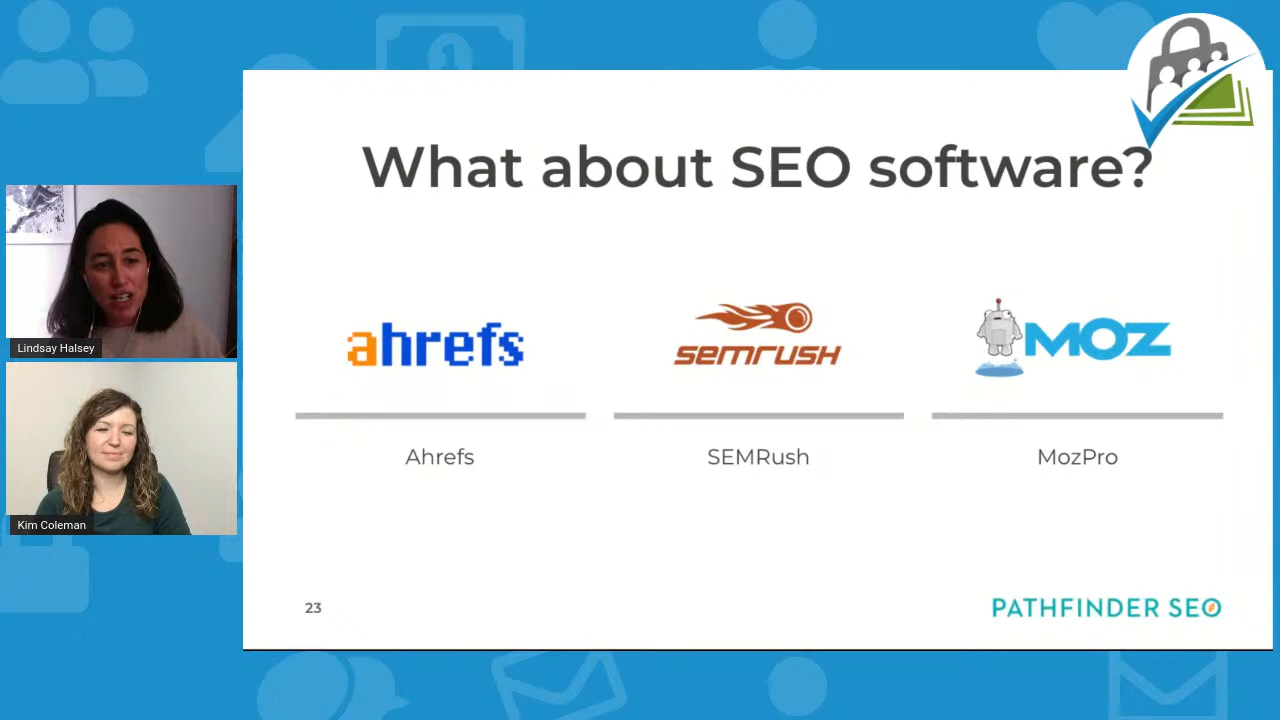 What about SEO software?
ahrefs
semrush
MOZ
Ahrefs
SEMRush
MozPro
23
PATHFINDER SEO
Lindsay Halsey
Kim Coleman